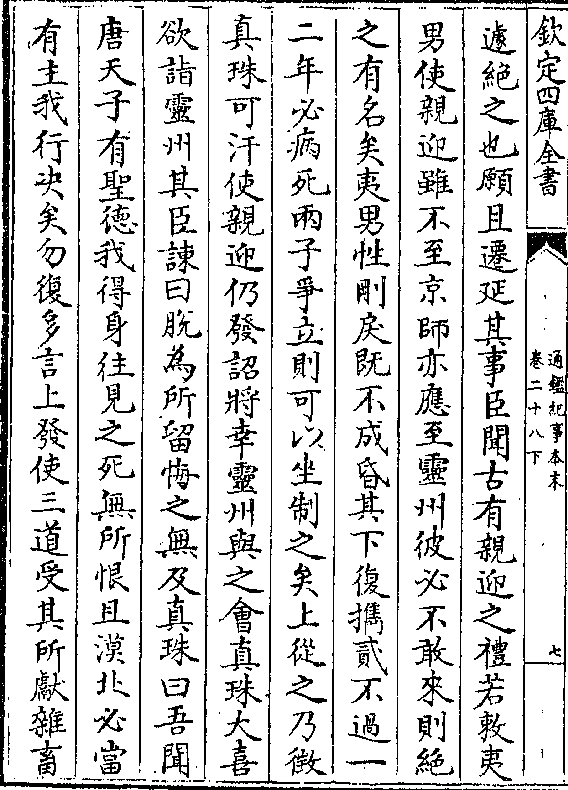 欽定四庫全書
通鑑紀事本末
卷二十八下
七
遽絕之也願且遷延其事臣聞古有親迎之禮若敕夷
男使親迎雖不至京師亦應至靈州彼必不敢來則絕
之有名矣夷男性剛戾既不成昏其下復攜貳不過一
二年必病死兩子爭立則可以坐制之矣上從之乃徵
真珠可汗使親迎仍發詔將幸靈州與之會真珠大喜
欲詣靈州其臣諫曰脫為所留悔之無及真珠曰吾聞
唐天子有聖德我得身往見之死無所恨且漠北必當
有主我行决矣勿復多言上發使三道受其所獻雜畜